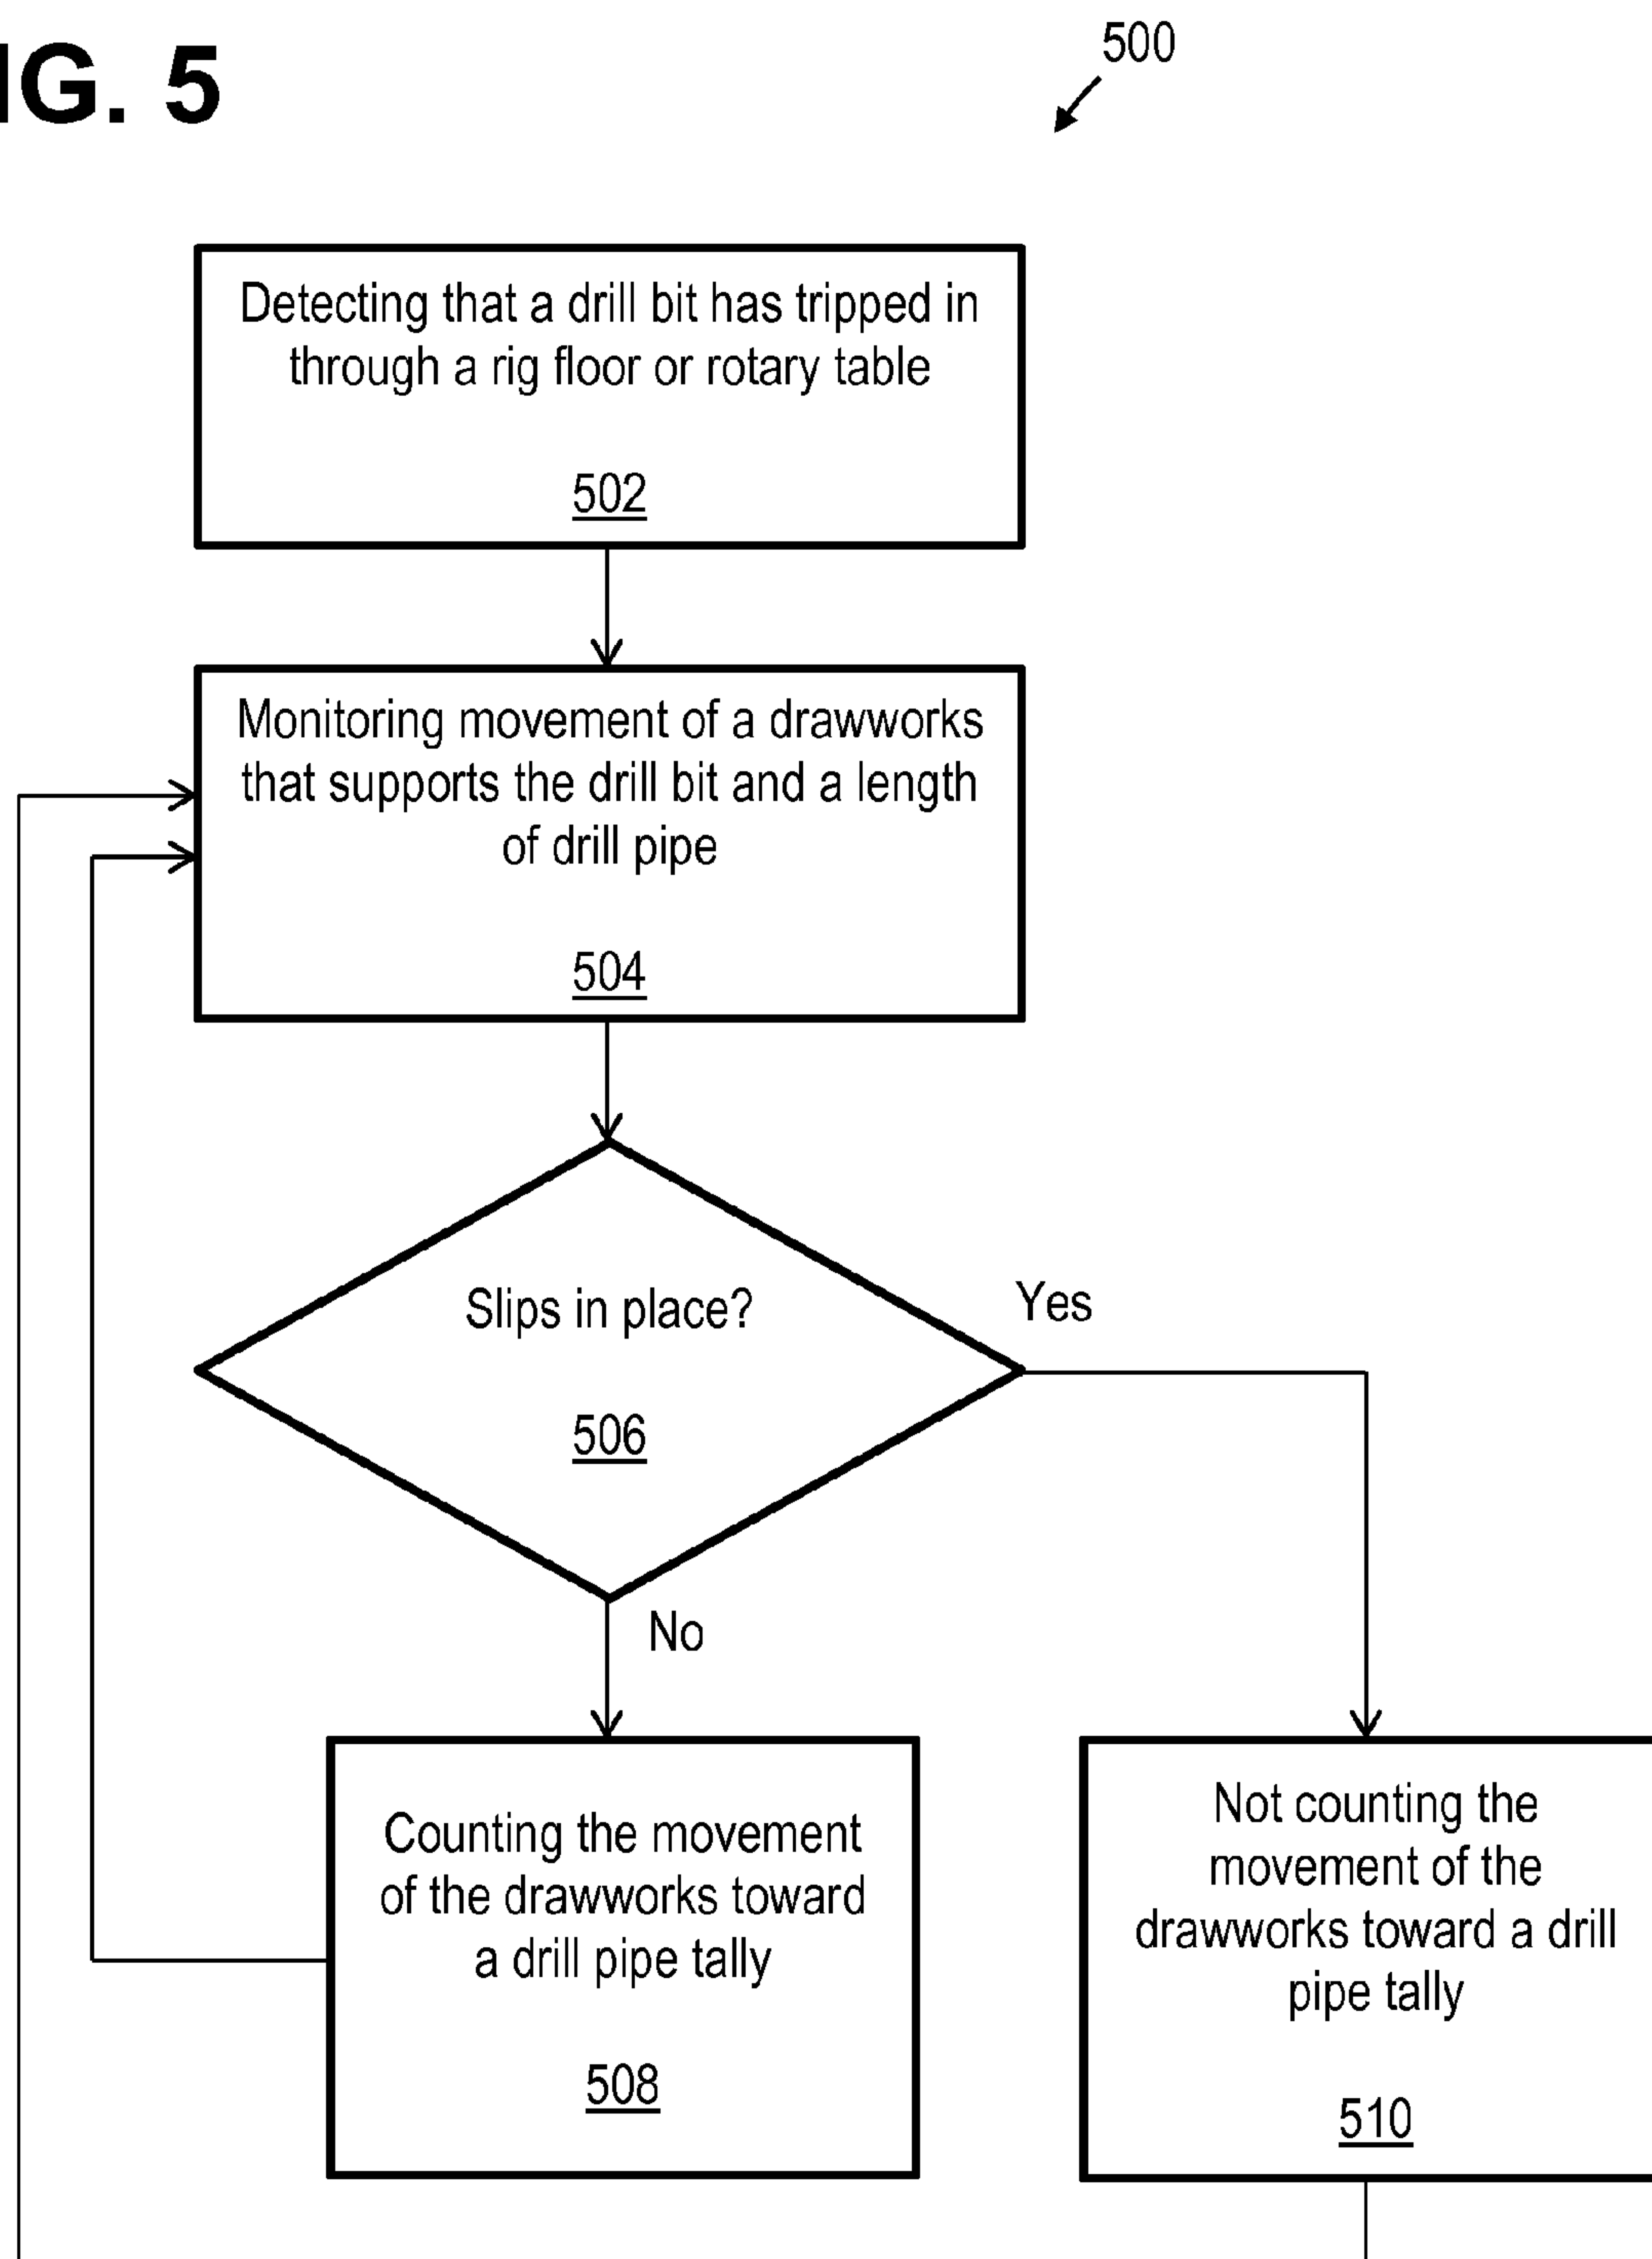 IG. 5
500
Detecting that a drill bit has tripped in
through a rig floor or rotary table
502
Monitoring movement of a drawworks
that supports the drill bit and a length
of drill pipe
504
Slips in place?
506
Yes
No
Counting the movement
of the drawworks toward
a drill pipe tally
508
Not counting the
movement of the
drawworks toward a drill
pipe tally
510